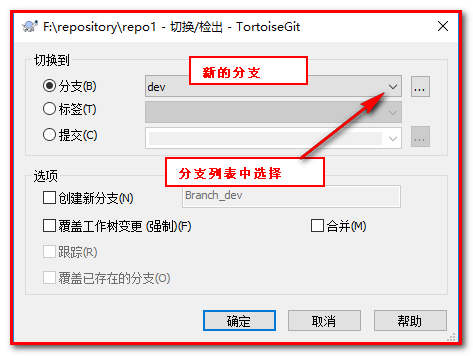 F:\repository\repo1 - 切换/检出 - TortoiseGit
切换到
新的分支
分支(B)
dev
...
标签(T)
提交(C)
...
分支列表中选择
选项
创建新分支(N)
Branch_dev
覆盖工作树变更 (强制)(F)
合并(M)
跟踪(R)
覆盖已存在的分支(O)
确定
取消
帮助